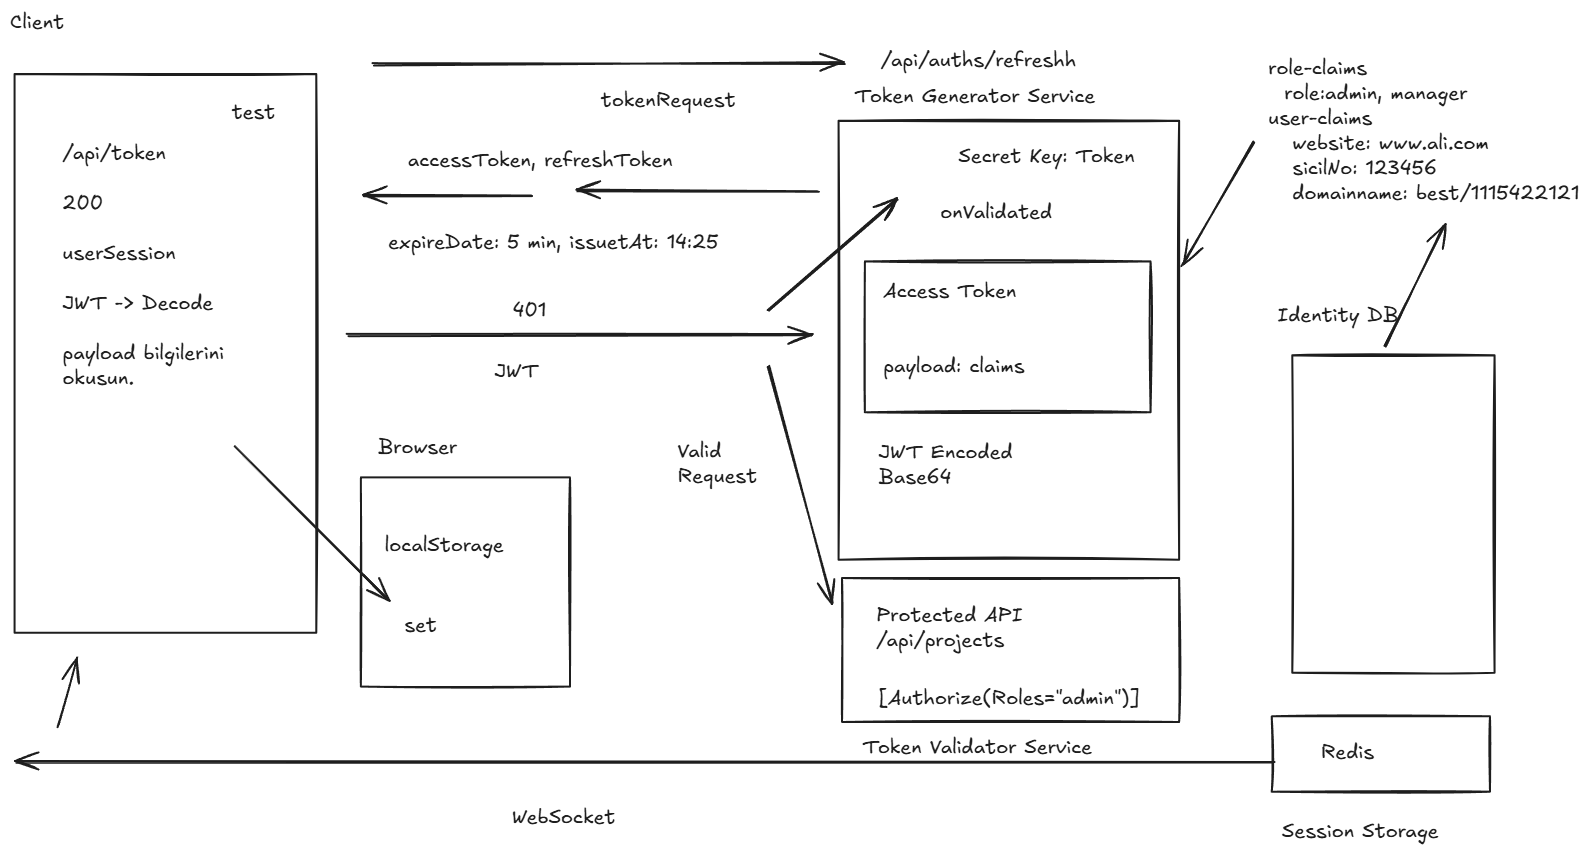 Client
test
/api/token
200
userSession
JWT -> Decode
payload bilgilerini
okusun.
tokenRequest
accessToken, refreshToken
expireDate: 5 min, issuetAt: 14:25
401
JWT
Browser
localStorage
set
Valid
Request
/api/auths/refreshh
Token Generator Service
Secret Key: Token
onValidated
Access Token
payload: claims
JWT Encoded
Base64
Protected API
/api/projects
[Authorize(Roles="admin")]
Token Validator Service
role-claims
role:admin, manager
user-claims
website: www.ali.com
sicilNo: 123456
domainname: best/1115422121
Identity DB
Redis
Session Storage
WebSocket